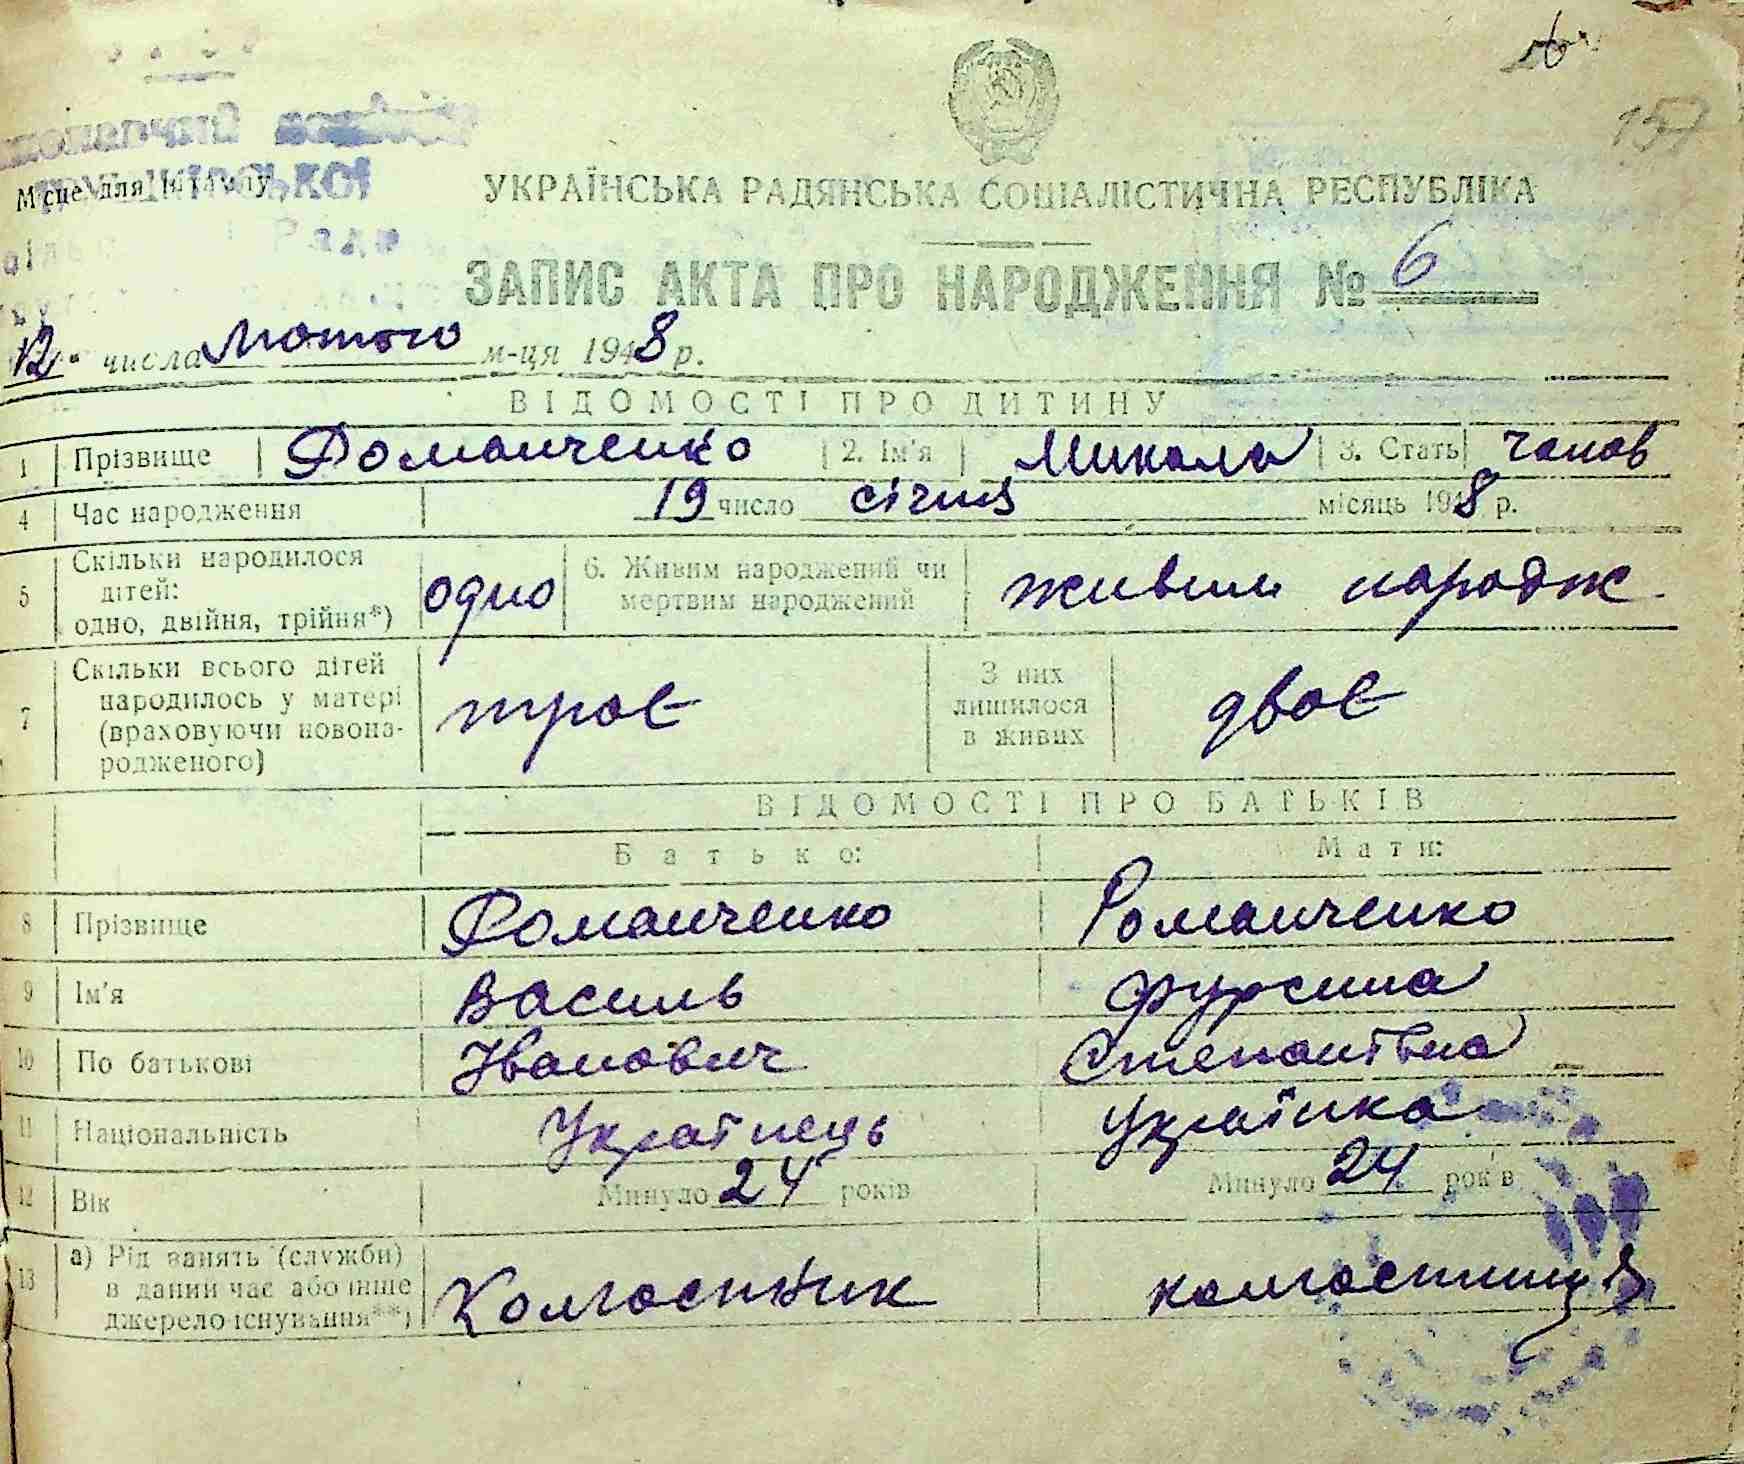 157
Місце для штампу
УКРАЇНСЬКА РАДЯНСЬКА СОЦІАЛІСТИЧНА РЕСПУБЛІКА
ЗАПИС АКТА ПРО НАРОДЖЕННЯ № 6
12 числа лютого м-ця 1948 р.
ВІДОМОСТІ ПРО ДИТИНУ
1 Прізвище Романченко 2. Ім'я Микола 3. Стать чолов
4 Час народження 19 число січня місяць 1948 р.
5 Скільки народилося дітей: одно, двійня, трійня*) одно 6. Живим народжений чи мертвим народжений живим народж
7 Скільки всього дітей народилось у матері (враховуючи новонародженого) троє З них лишилося в живих двоє
ВІДОМОСТІ ПРО БАТЬКІВ
Батько: Мати:
8 Прізвище Романченко Романченко
9 Ім'я Василь Фурсина
10 По батькові Іванович Степанівна
11 Національність Українець Українка
12 Вік Минуло 24 років Минуло 24 років
13 а) Рід занять (служби) в даний час або інше джерело існування**) Колгоспник колгоспниця